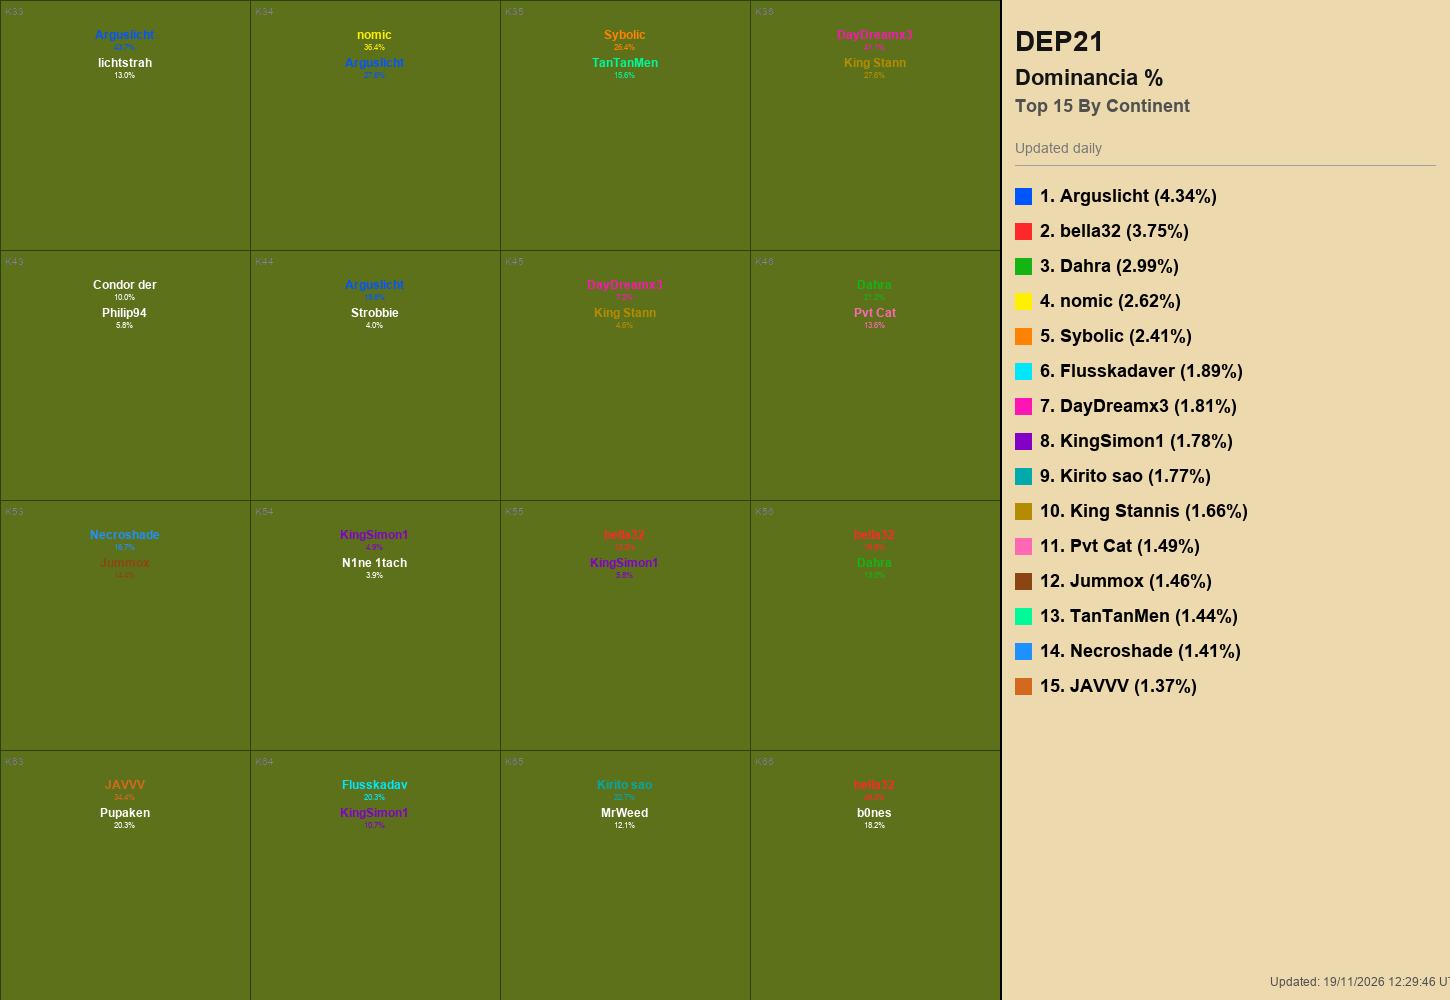 K33
Arguslicht
lichtstrah
13.0%
K34
nomic
36.4%
Arguslicht
K35
Sybolic
26.4%
TanTanMen
15.6%
K36
DayDreamx3
King Stann
27.6%
K43
Condor der
10.0%
Philip94
5.8%
K44
Arguslicht
Strobbie
4.0%
K45
DayDreamx3
King Stann
4.6%
K46
Dahra
Pvt Cat
13.6%
K53
Necroshade
Jummox
K54
KingSimon1
4.9%
N1ne 1tach
3.9%
K55
bella32
KingSimon1
K56
bella32
Dahra
K63
JAVVV
Pupaken
20.3%
K64
Flusskadav
20.3%
KingSimon1
K65
Kirito sao
MrWeed
12.1%
K66
bella32
b0nes
18.2%
DEP21
Dominancia %
Top 15 By Continent
Updated daily
1. Arguslicht (4.34%)
2. bella32 (3.75%)
3. Dahra (2.99%)
4. nomic (2.62%)
5. Sybolic (2.41%)
6. Flusskadaver (1.89%)
7. DayDreamx3 (1.81%)
8. KingSimon1 (1.78%)
9. Kirito sao (1.77%)
10. King Stannis (1.66%)
11. Pvt Cat (1.49%)
12. Jummox (1.46%)
13. TanTanMen (1.44%)
14. Necroshade (1.41%)
15. JAVVV (1.37%)
Updated: 19/11/2026 12:29:46